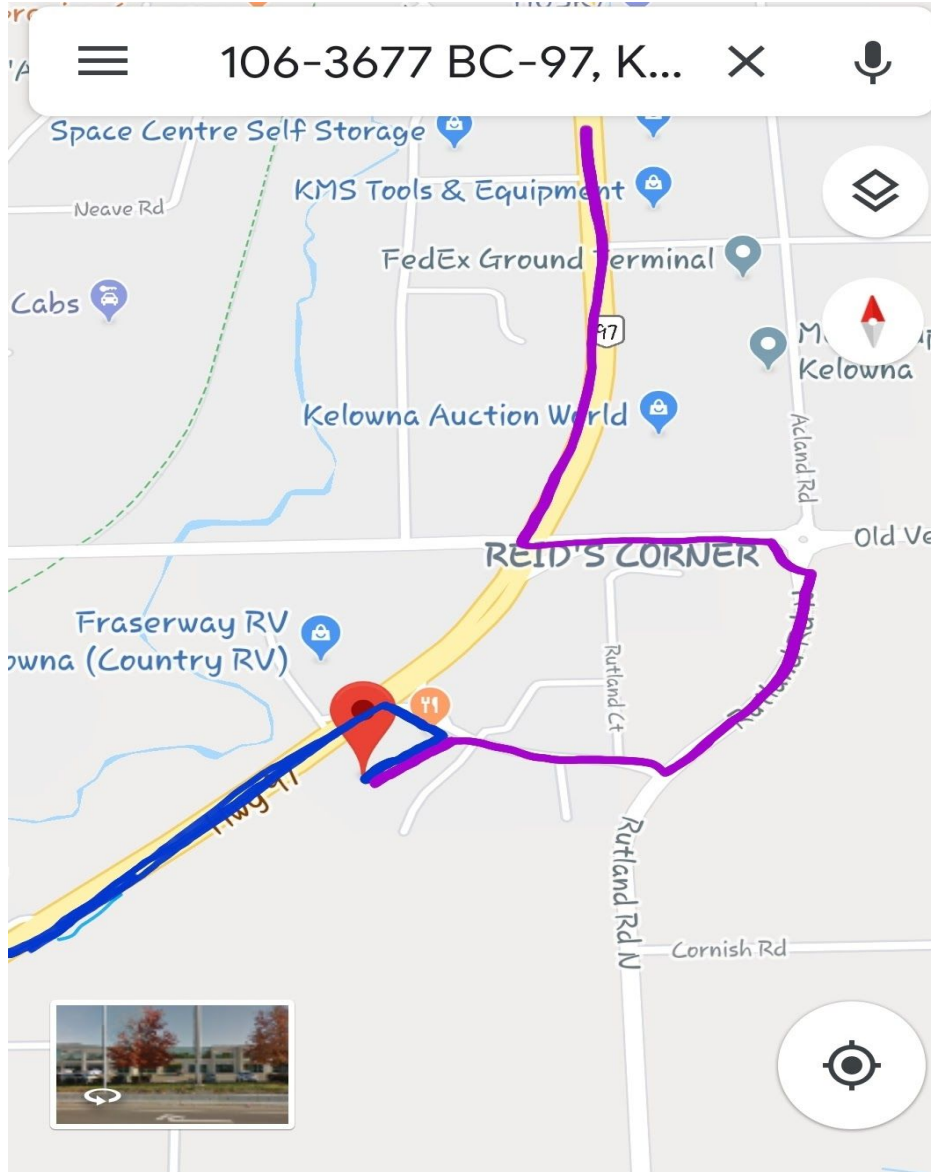 106-3677 BC-97, K...
Space Centre Self Storage
KMS Tools & Equipment
Neave Rd
FedEx Ground Terminal
Cabs
97
Kelowna
Kelowna Auction World
Acland Rd
Old Ve
REID'S CORNER
Fraserway RV
owna (Country RV)
Rutland Ct
Hwy 97
Rutland Rd N
Cornish Rd